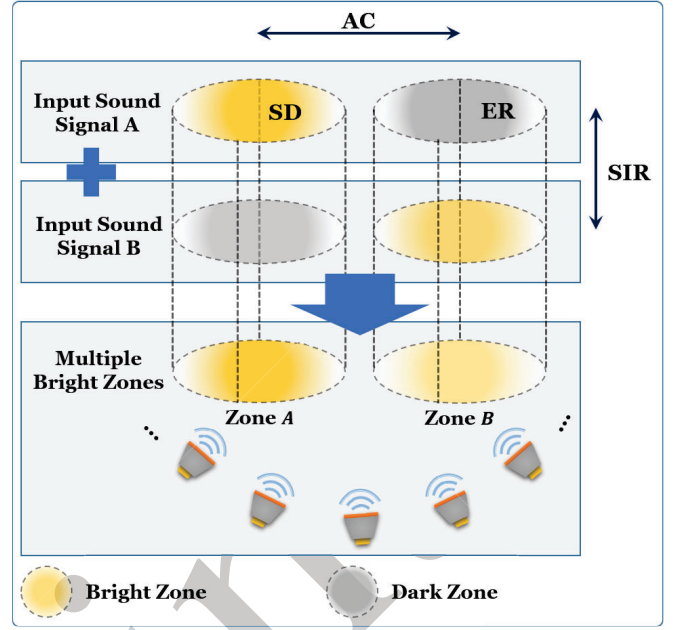 AC
Input Sound
Signal A
SD
ER
SIR
Input Sound
Signal B
Multiple
Bright Zones
Zone A
Zone B
Bright Zone
Dark Zone